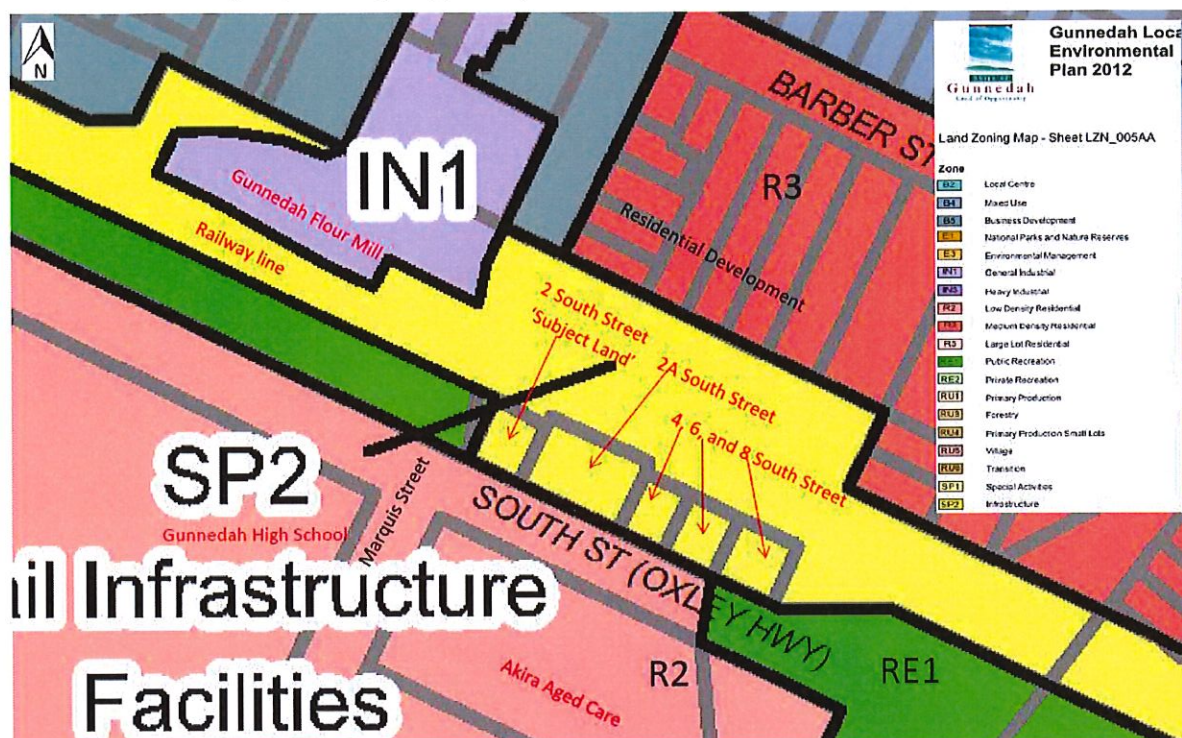 N
IN1
Gunnedah Flour Mill
Railway line
BARBER ST
R3
Residential Development
2 South Street
'Subject Land'
2A South Street
4, 6, and 8 South Street
SP2
Gunnedah High School
Marquis Street
SOUTH ST (OXLEY HWY)
ail Infrastructure
Facilities
Akira Aged Care
R2
RE1
Gunnedah
Land of Opportunity
Gunnedah Loca
Environmental
Plan 2012
Land Zoning Map - Sheet LZN_005AA
Zone
B2 Local Centre
B4 Mixed Use
B5 Business Development
E1 National Parks and Nature Reserves
E3 Environmental Management
IN1 General Industrial
IN3 Heavy Industrial
R2 Low Density Residential
R3 Medium Density Residential
R5 Large Lot Residential
RE1 Public Recreation
RE2 Private Recreation
RU1 Primary Production
RU3 Forestry
RU4 Primary Production Small Lots
RU5 Village
RU6 Transition
SP1 Special Activities
SP2 Infrastructure